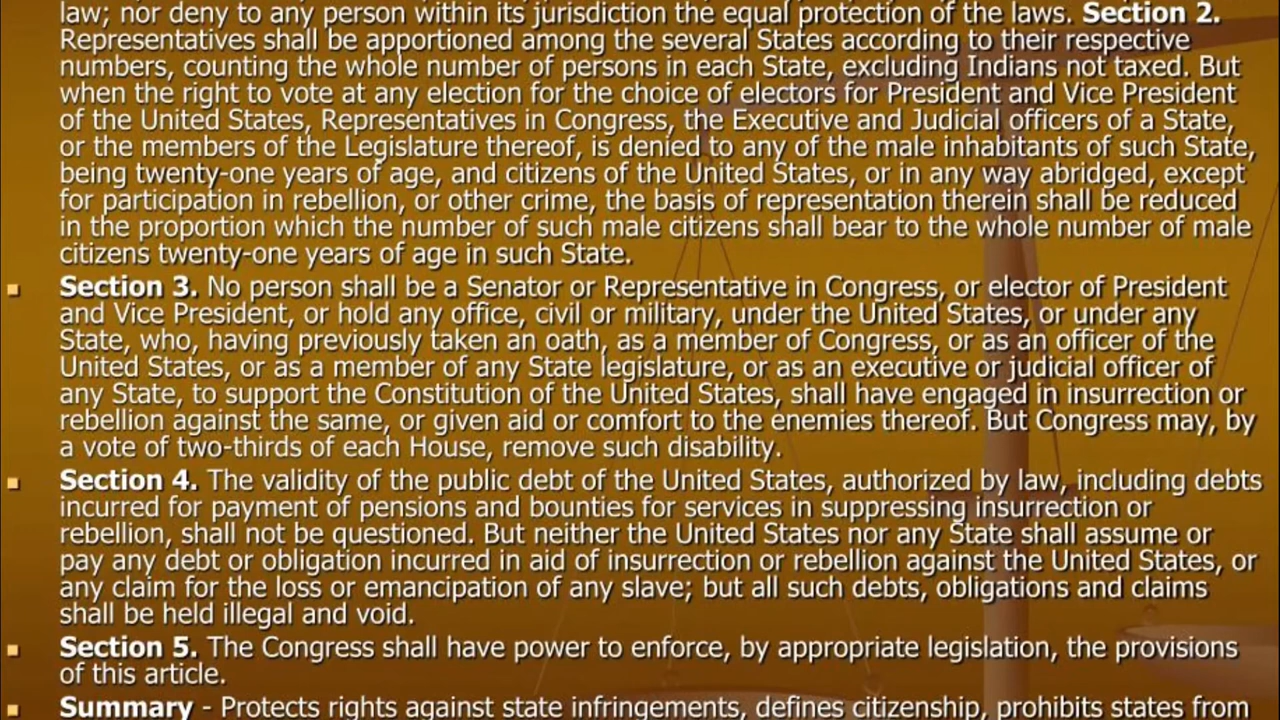 law; nor deny to any person within its jurisdiction the equal protection of the laws. Section 2.
Representatives shall be apportioned among the several States according to their respective
numbers, counting the whole number of persons in each State, excluding Indians not taxed. But
when the right to vote at any election for the choice of electors for President and Vice President
of the United States, Representatives in Congress, the Executive and Judicial officers of a State,
or the members of the Legislature thereof, is denied to any of the male inhabitants of such State,
being twenty-one years of age, and citizens of the United States, or in any way abridged, except
for participation in rebellion, or other crime, the basis of representation therein shall be reduced
in the proportion which the number of such male citizens shall bear to the whole number of male
citizens twenty-one years of age in such State.
Section 3. No person shall be a Senator or Representative in Congress, or elector of President
and Vice President, or hold any office, civil or military, under the United States, or under any
State, who, having previously taken an oath, as a member of Congress, or as an officer of the
United States, or as a member of any State legislature, or as an executive or judicial officer of
any State, to support the Constitution of the United States, shall have engaged in insurrection or
rebellion against the same, or given aid or comfort to the enemies thereof. But Congress may, by
a vote of two-thirds of each House, remove such disability.
Section 4. The validity of the public debt of the United States, authorized by law, including debts
incurred for payment of pensions and bounties for services in suppressing insurrection or
rebellion, shall not be questioned. But neither the United States nor any State shall assume or
pay any debt or obligation incurred in aid of insurrection or rebellion against the United States, or
any claim for the loss or emancipation of any slave; but all such debts, obligations and claims
shall be held illegal and void.
Section 5. The Congress shall have power to enforce, by appropriate legislation, the provisions
of this article.
Summary - Protects rights against state infringements, defines citizenship, prohibits states from